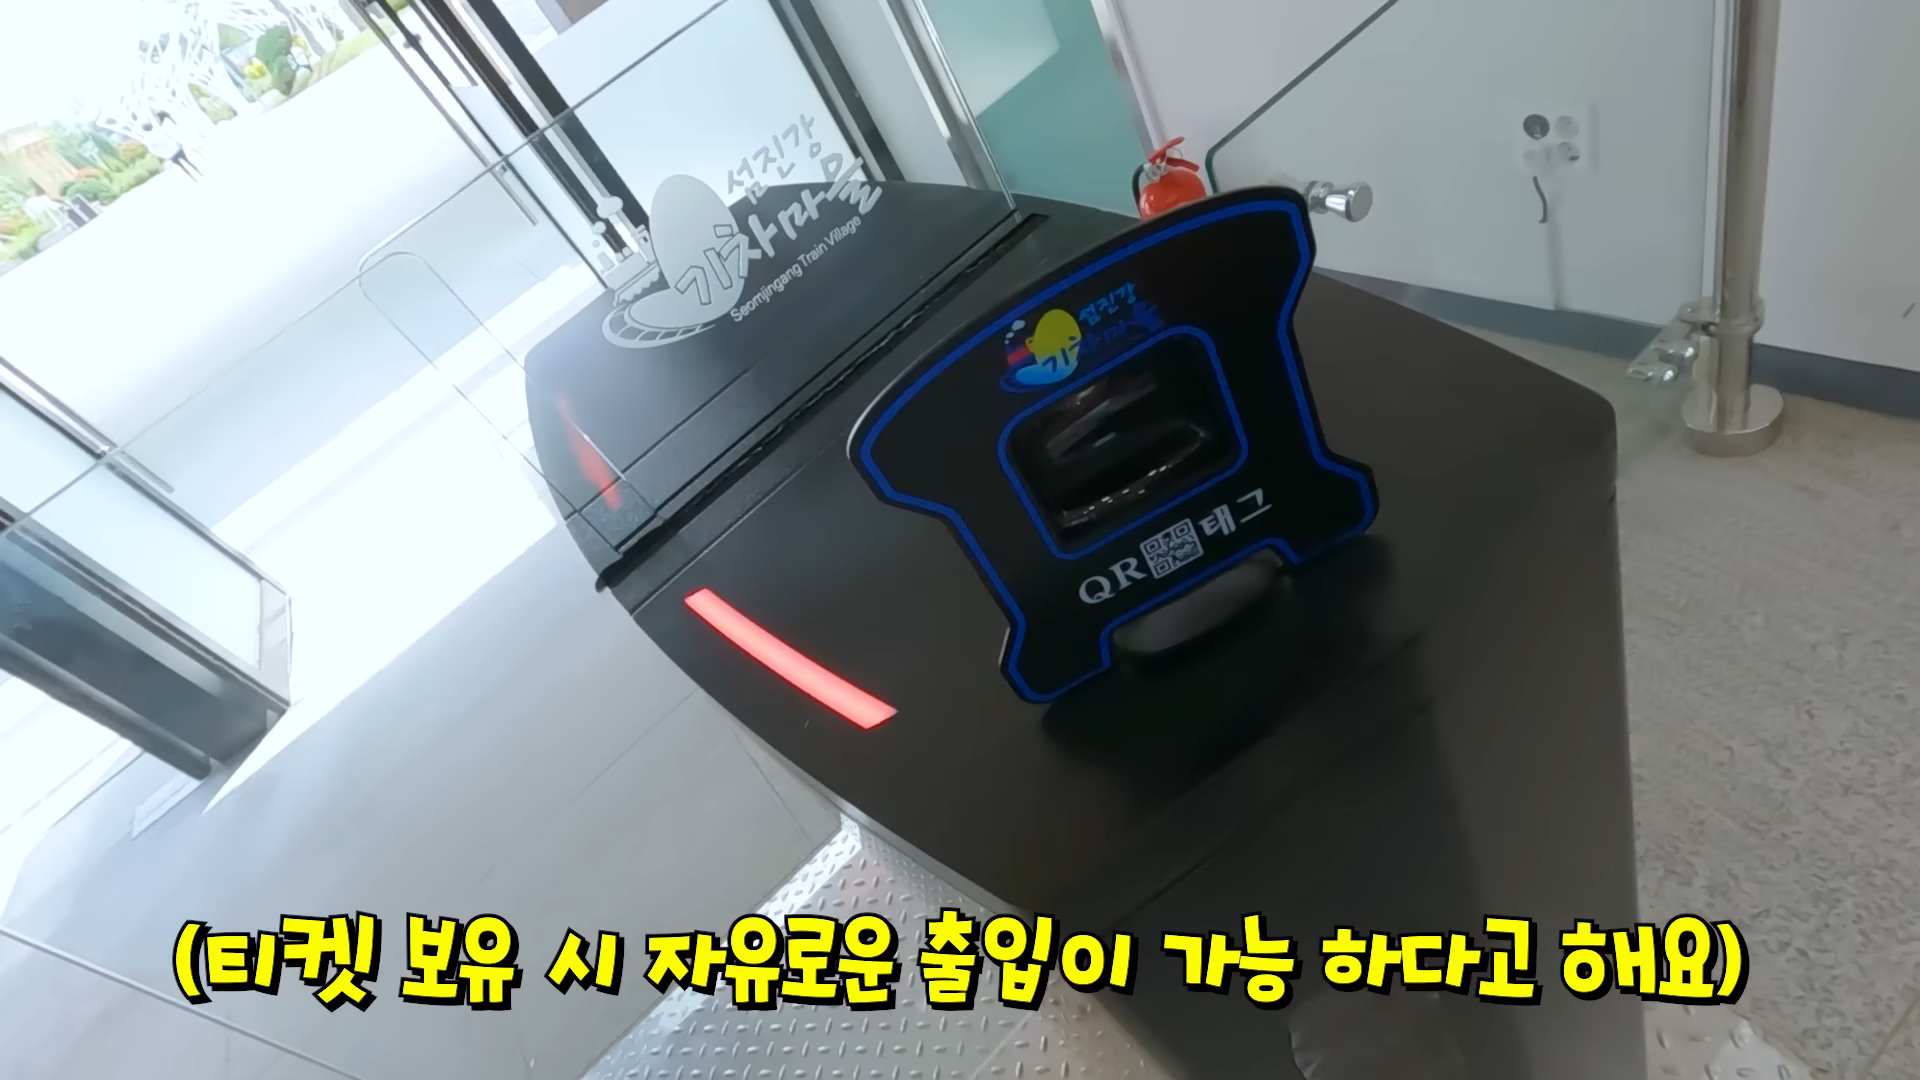 섬진강
기차마을
Seomjingang Train Village
섬진강
기차마을
QR 태그
(티켓 보유 시 자유로운 출입이 가능 하다고 해요)